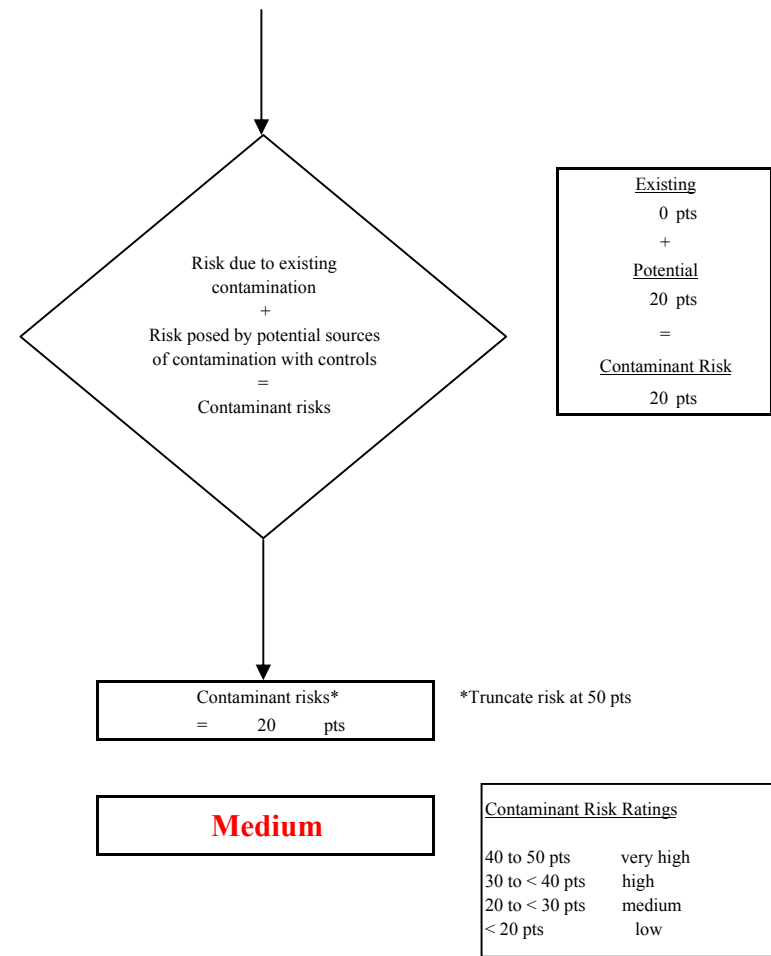 Risk due to existing
contamination
+
Risk posed by potential sources
of contamination with controls
=
Contaminant risks
Existing
0 pts
+
Potential
20 pts
=
Contaminant Risk
20 pts
Contaminant risks*
= 20 pts
*Truncate risk at 50 pts
Medium
Contaminant Risk Ratings
40 to 50 pts very high
30 to < 40 pts high
20 to < 30 pts medium
< 20 pts low